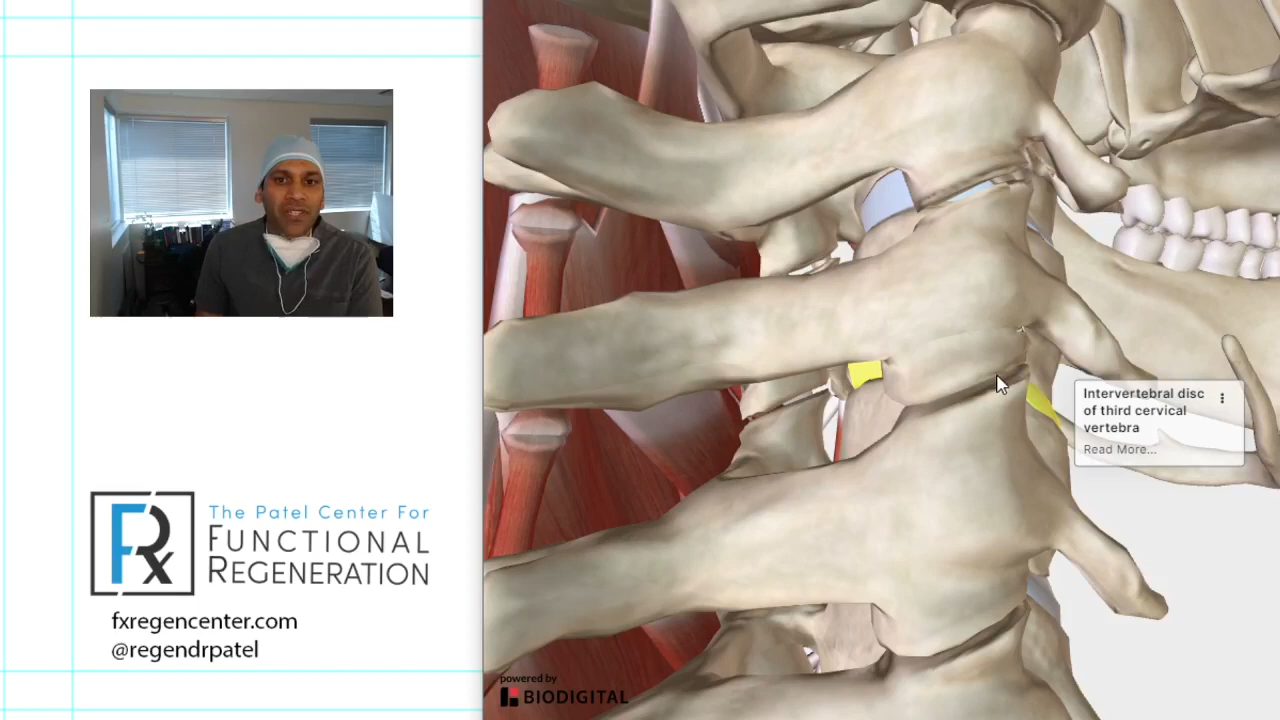 The Patel Center For
FUNCTIONAL
REGENERATION
FRx
fxregencenter.com
@regendrpatel
Intervertebral disc
of third cervical
vertebra
Read More...
powered by
BIODIGITAL